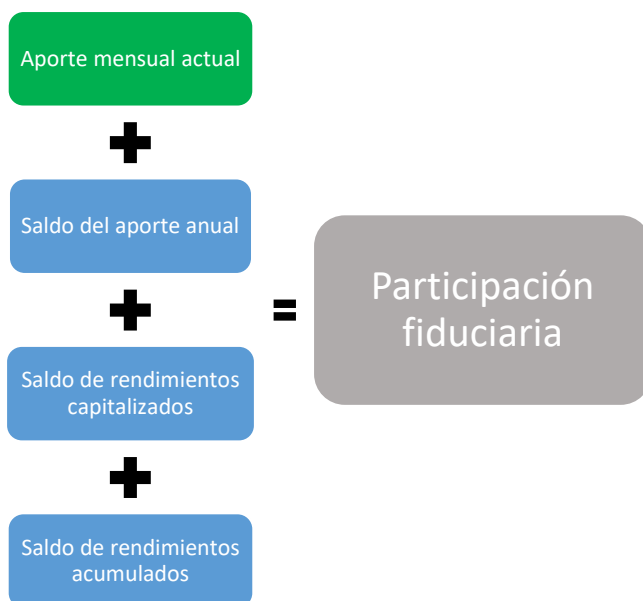 Aporte mensual actual
+
Saldo del aporte anual
+
Saldo de rendimientos
capitalizados
+
Saldo de rendimientos
acumulados
=
Participación
fiduciaria